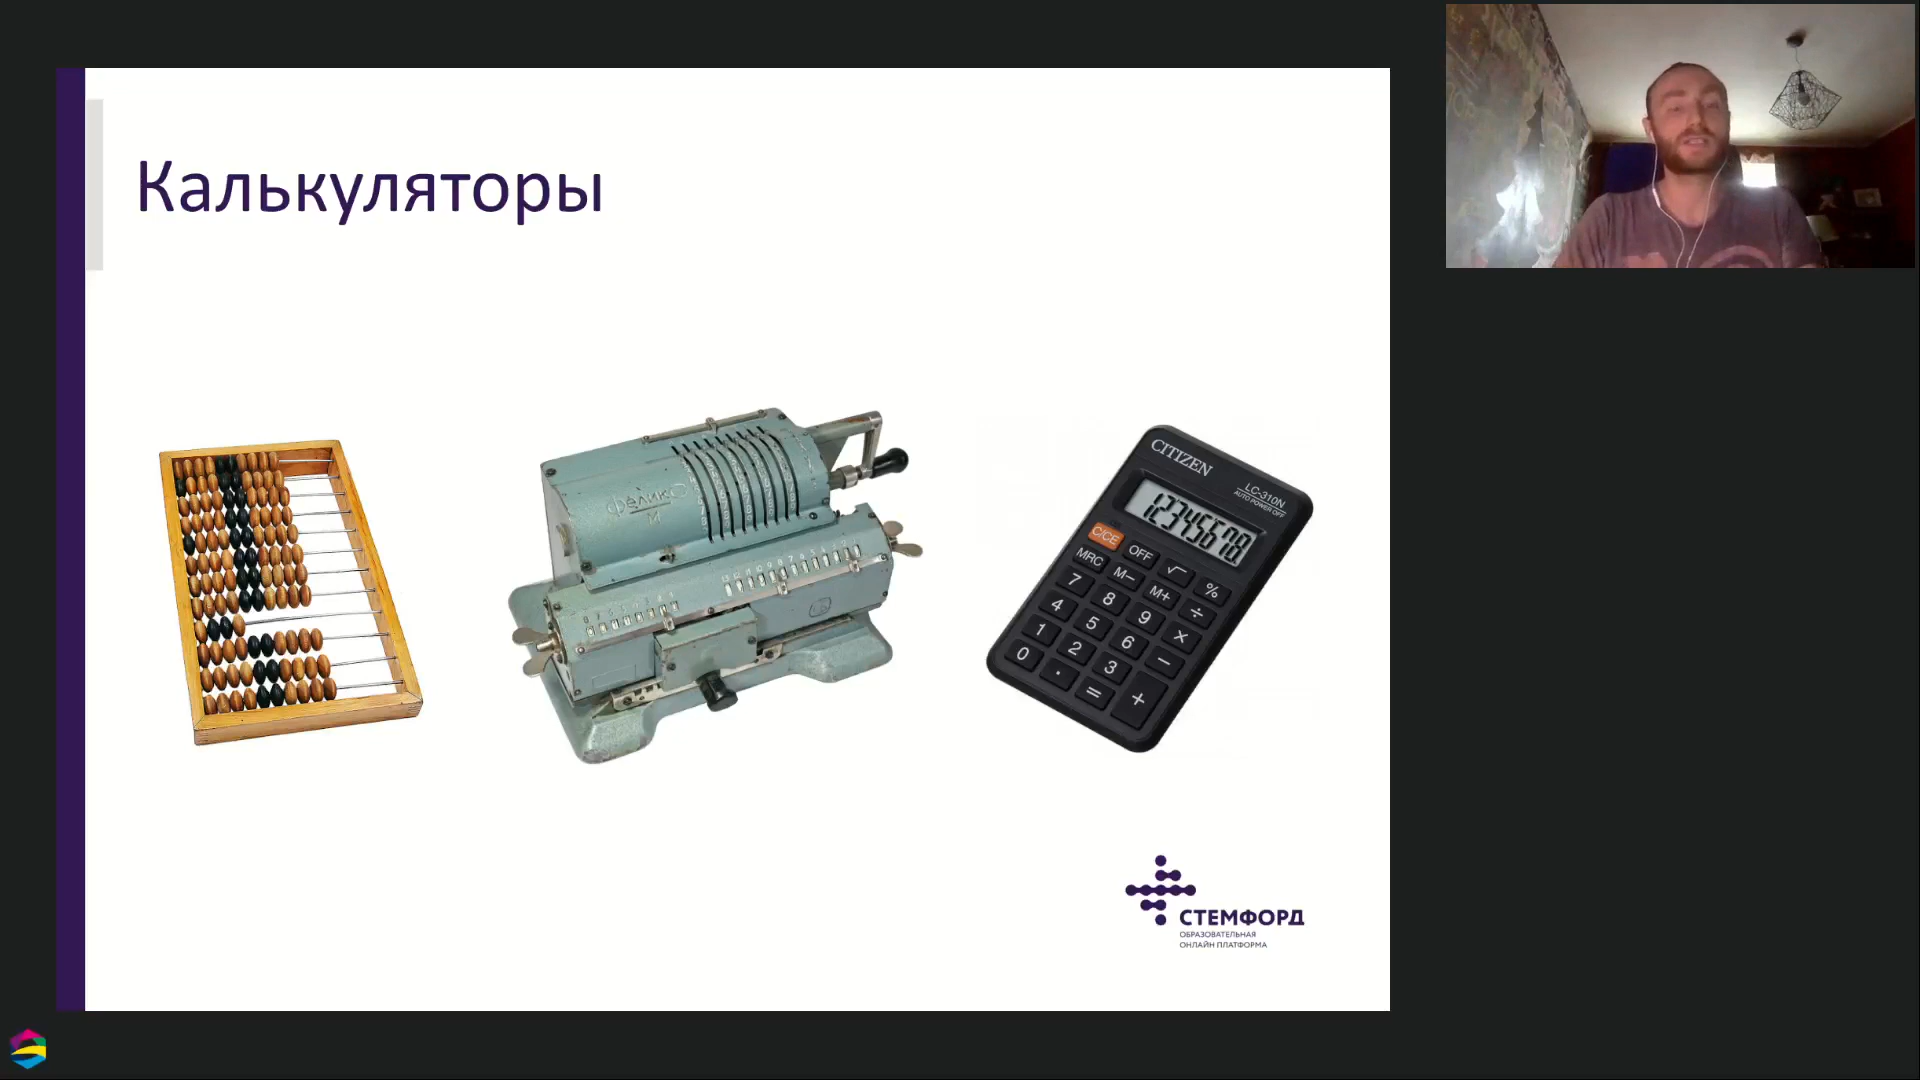 Калькуляторы
феликс
М
CITIZEN
LC-310N
AUTO POWER OFF
12345678
C/CE
OFF
√
%
MRC
M−
M+
÷
7
8
9
×
4
5
6
−
1
2
3
+
0
.
=
СТЕМФОРД
ОБРАЗОВАТЕЛЬНАЯ
ОНЛАЙН ПЛАТФОРМА